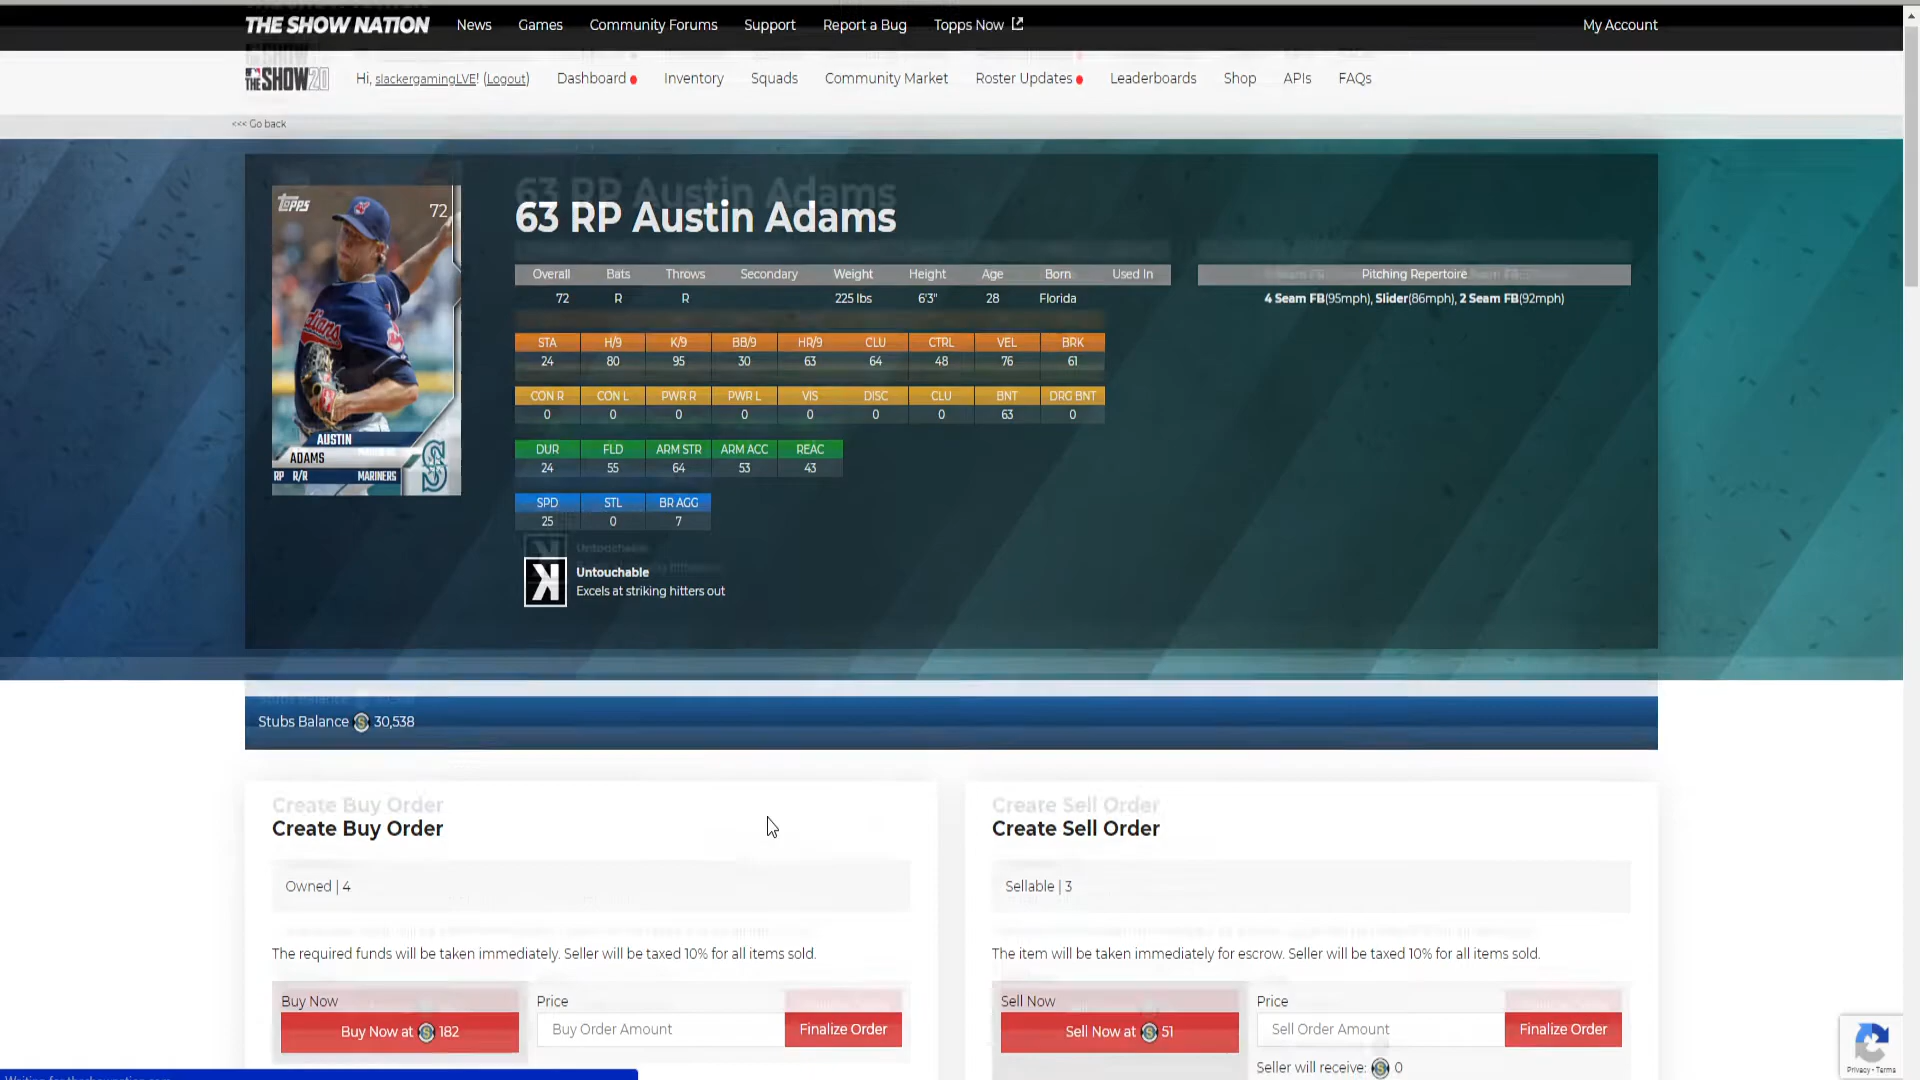 THE SHOW NATION News Games Community Forums Support Report a Bug Topps Now My Account
THE SHOW 20 Hi, slackergamingLVE! (Logout) Dashboard Inventory Squads Community Market Roster Updates Leaderboards Shop APIs FAQs
<<< Go back
Topps 72
AUSTIN
ADAMS
RP R/R MARINERS
63 RP Austin Adams
Overall Bats Throws Secondary Weight Height Age Born Used In
72 R R 225 lbs 6'3" 28 Florida
Pitching Repertoire
4 Seam FB(95mph), Slider(86mph), 2 Seam FB(92mph)
STA H/9 K/9 BB/9 HR/9 CLU CTRL VEL BRK
24 80 95 30 63 64 48 76 61
CON R CON L PWR R PWR L VIS DISC CLU BNT DRG BNT
0 0 0 0 0 0 0 63 0
DUR FLD ARM STR ARM ACC REAC
24 55 64 53 43
SPD STL BR AGG
25 0 7
Untouchable
Excels at striking hitters out
Stubs Balance 30,538
Create Buy Order
Owned | 4
The required funds will be taken immediately. Seller will be taxed 10% for all items sold.
Buy Now Price
Buy Now at 182 Buy Order Amount Finalize Order
Create Sell Order
Sellable | 3
The item will be taken immediately for escrow. Seller will be taxed 10% for all items sold.
Sell Now Price
Sell Now at 51 Sell Order Amount Finalize Order
Seller will receive: 0
Privacy - Terms